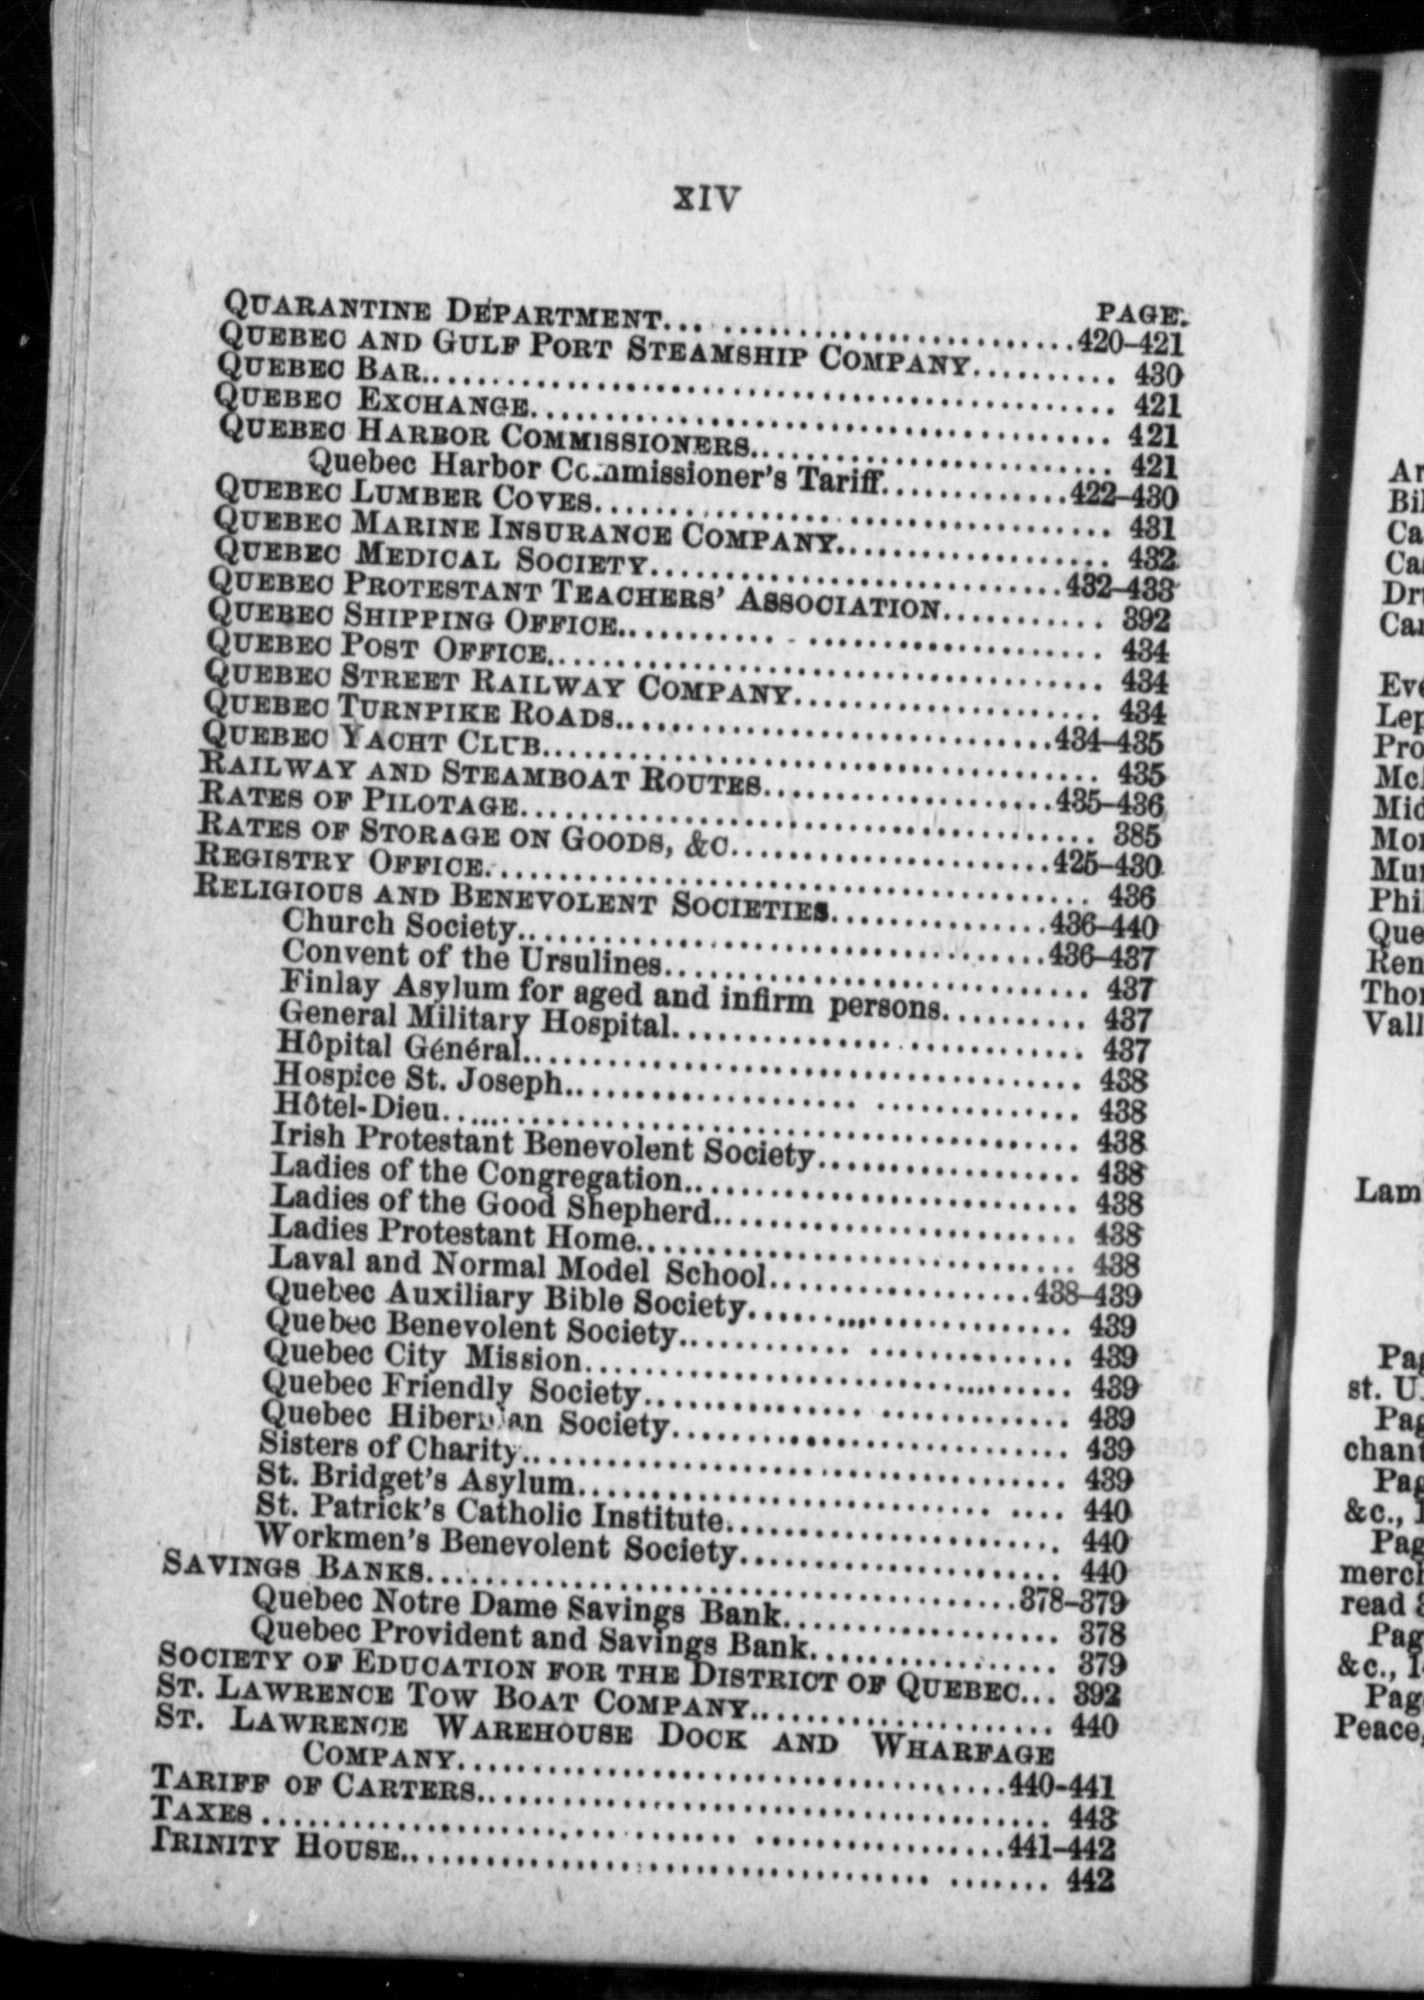 XIV
PAGE.
QUARANTINE DEPARTMENT... ........................420–421
QUEBEC AND GULF PORT STEAMSHIP COMPANY.......... 430
QUEBEC BAR.............................................. 421
QUEBEC EXCHANGE........................................ 421
QUEBEC HARBOR COMMISSIONERS......................... 421
Quebec Harbor Commissioner's Tariff..............422–430
QUEBEC LUMBER COVES................................... 431
QUEBEC MARINE INSURANCE COMPANY.................... 432
QUEBEC MEDICAL SOCIETY............................432–433
QUEBEC PROTESTANT TEACHERS' ASSOCIATION........... 392
QUEBEC SHIPPING OFFICE........... .................... 434
QUEBEC POST OFFICE..................................... 434
QUEBEC STREET RAILWAY COMPANY...................... 434
QUEBEC TURNPIKE ROADS.............................434–435
QUEBEC YACHT CLUB...................................... 435
RAILWAY AND STEAMBOAT ROUTES....................435–436
RATES OF PILOTAGE....................................... 385
RATES OF STORAGE ON GOODS, &C.....................425–430
REGISTRY OFFICE.......................................... 436
RELIGIOUS AND BENEVOLENT SOCIETIES...............436–440
Church Society....................................436–437
Convent of the Ursulines............................. 437
Finlay Asylum for aged and infirm persons.......... 437
General Military Hospital............................ 437
Hôpital Général....................................... 438
Hospice St. Joseph.................... .............. 438
Hôtel-Dieu............................................ 438
Irish Protestant Benevolent Society.................. 438
Ladies of the Congregation........................... 438
Ladies of the Good Shepherd......................... 438
Ladies Protestant Home.............................. 438
Laval and Normal Model School..................438–439
Quebec Auxiliary Bible Society...................... 439
Quebec Benevolent Society............ .............. 439
Quebec City Mission................................. 439
Quebec Friendly Society............... ............. 439
Quebec Hibernian Society........................... 439
Sisters of Charity..................................... 439
St. Bridget's Asylum............................ .... 440
St. Patrick's Catholic Institute....................... 440
Workmen's Benevolent Society...................... 440
SAVINGS BANKS........................................378–379
Quebec Notre Dame Savings Bank................... 378
Quebec Provident and Savings Bank................. 379
SOCIETY OF EDUCATION FOR THE DISTRICT OF QUEBEC... 392
ST. LAWRENCE TOW BOAT COMPANY..................... 440
ST. LAWRENCE WAREHOUSE DOCK AND WHARFAGE
COMPANY.....................................440-441
TARIFF OF CARTERS...................................... 443
TAXES ................................ .................441–442
TRINITY HOUSE.................................... ....... 442